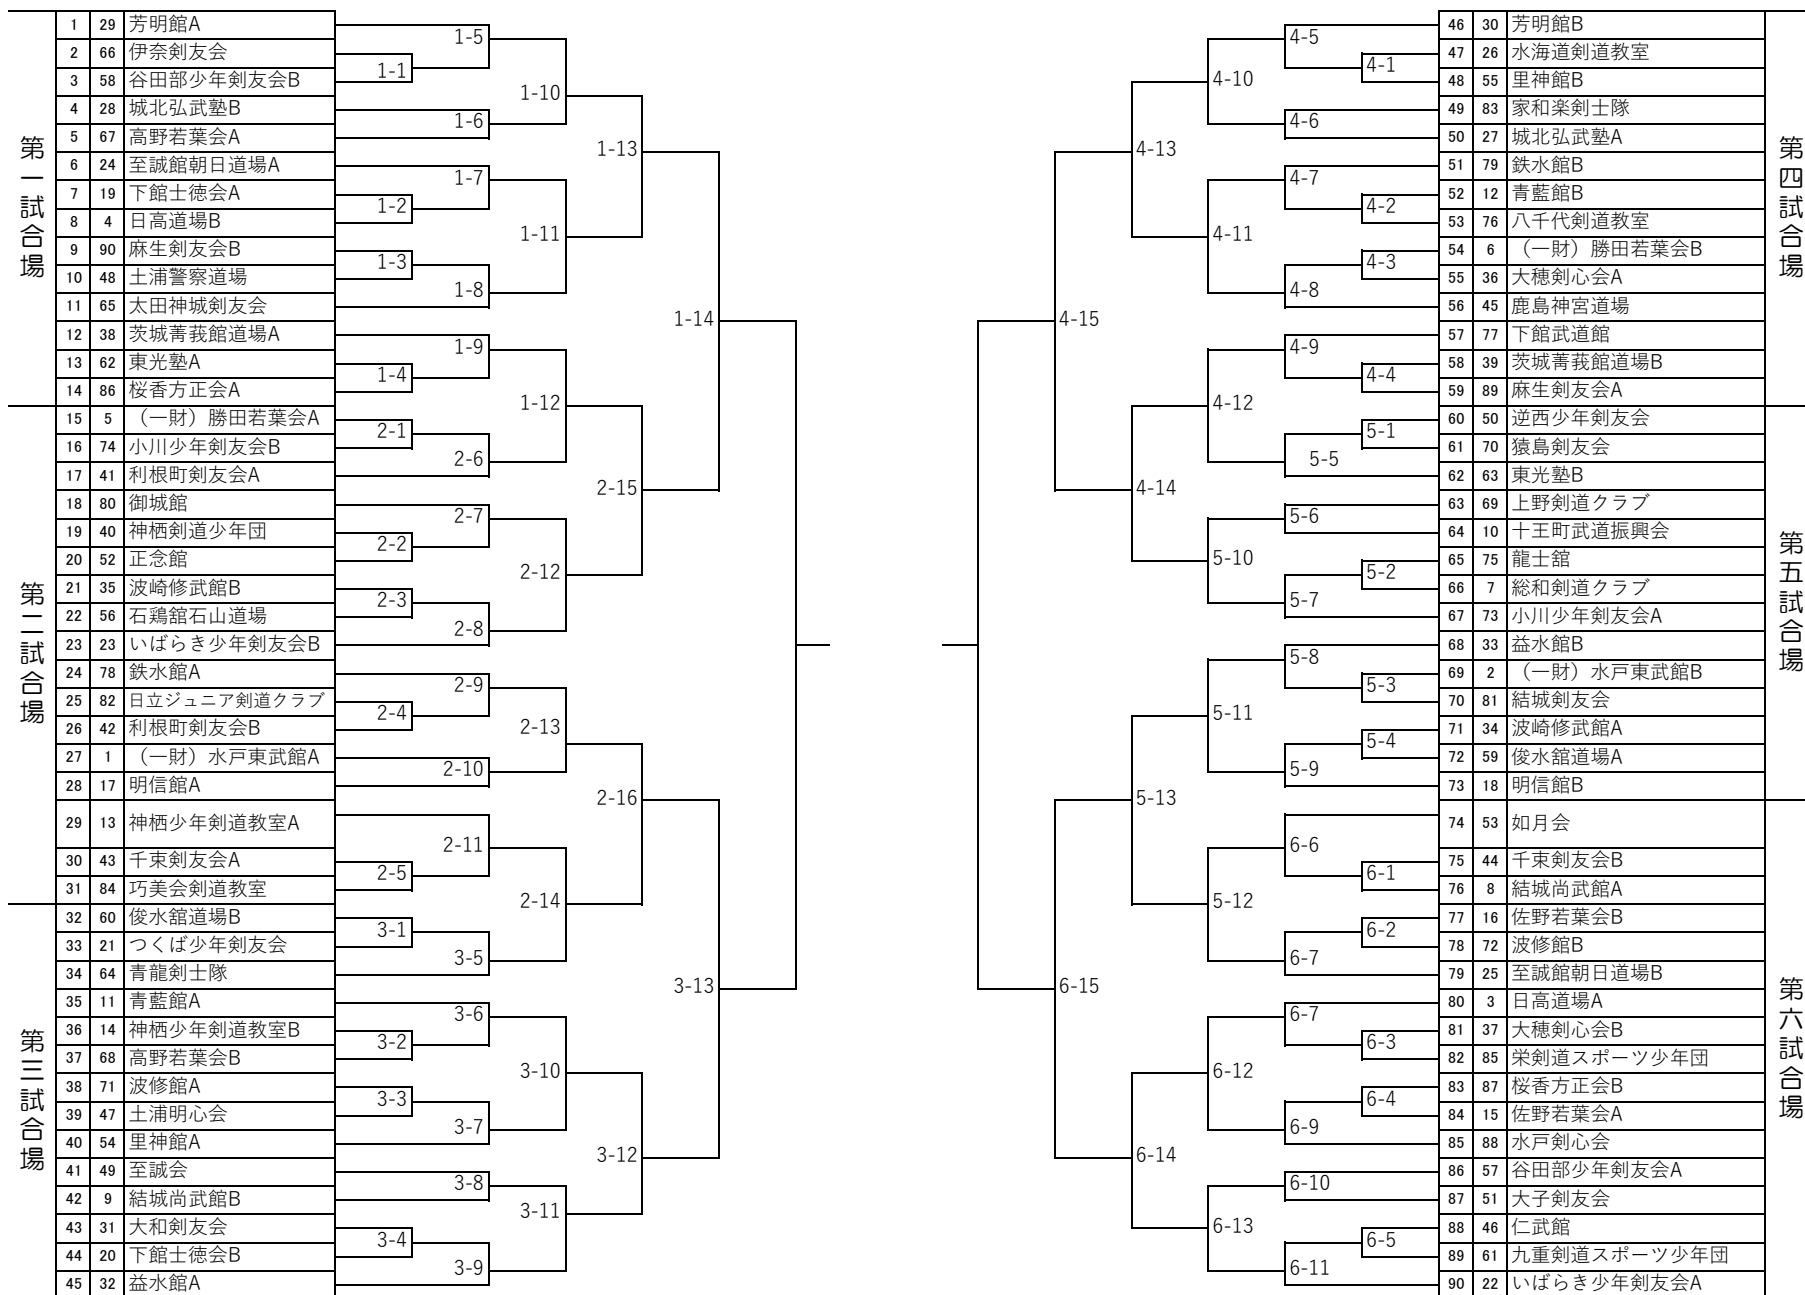 第一試合場
1 29 芳明館A
2 66 伊奈剣友会
3 58 谷田部少年剣友会B
4 28 城北弘武塾B
5 67 高野若葉会A
6 24 至誠館朝日道場A
7 19 下館士徳会A
8 4 日高道場B
9 90 麻生剣友会B
10 48 土浦警察道場
11 65 太田神城剣友会
12 38 茨城菁莪館道場A
13 62 東光塾A
14 86 桜香方正会A
第二試合場
15 5 （一財）勝田若葉会A
16 74 小川少年剣友会B
17 41 利根町剣友会A
18 80 御城館
19 40 神栖剣道少年団
20 52 正念館
21 35 波崎修武館B
22 56 石鶏舘石山道場
23 23 いばらき少年剣友会B
24 78 鉄水館A
25 82 日立ジュニア剣道クラブ
26 42 利根町剣友会B
27 1 （一財）水戸東武館A
28 17 明信館A
29 13 神栖少年剣道教室A
30 43 千束剣友会A
31 84 巧美会剣道教室
第三試合場
32 60 俊水舘道場B
33 21 つくば少年剣友会
34 64 青龍剣士隊
35 11 青藍館A
36 14 神栖少年剣道教室B
37 68 高野若葉会B
38 71 波修館A
39 47 土浦明心会
40 54 里神館A
41 49 至誠会
42 9 結城尚武館B
43 31 大和剣友会
44 20 下館士徳会B
45 32 益水館A
1-1
1-2
1-3
1-4
2-1
2-2
2-3
2-4
2-5
3-1
3-2
3-3
3-4
1-5
1-6
1-7
1-8
1-9
2-6
2-7
2-8
2-9
2-10
2-11
3-5
3-6
3-7
3-8
3-9
1-10
1-11
1-12
2-12
2-13
2-14
3-10
3-11
1-13
2-15
2-16
3-12
1-14
3-13
4-15
6-15
4-13
4-14
5-13
6-14
4-10
4-11
4-12
5-10
5-11
5-12
6-12
6-13
4-5
4-6
4-7
4-8
4-9
5-5
5-6
5-7
5-8
5-9
6-6
6-7
6-7
6-9
6-10
6-11
4-1
4-2
4-3
4-4
5-1
5-2
5-3
5-4
6-1
6-2
6-3
6-4
6-5
第四試合場
46 30 芳明館B
47 26 水海道剣道教室
48 55 里神館B
49 83 家和楽剣士隊
50 27 城北弘武塾A
51 79 鉄水館B
52 12 青藍館B
53 76 八千代剣道教室
54 6 （一財）勝田若葉会B
55 36 大穂剣心会A
56 45 鹿島神宮道場
57 77 下館武道館
58 39 茨城菁莪館道場B
59 89 麻生剣友会A
第五試合場
60 50 逆西少年剣友会
61 70 猿島剣友会
62 63 東光塾B
63 69 上野剣道クラブ
64 10 十王町武道振興会
65 75 龍士舘
66 7 総和剣道クラブ
67 73 小川少年剣友会A
68 33 益水館B
69 2 （一財）水戸東武館B
70 81 結城剣友会
71 34 波崎修武館A
72 59 俊水舘道場A
73 18 明信館B
第六試合場
74 53 如月会
75 44 千束剣友会B
76 8 結城尚武館A
77 16 佐野若葉会B
78 72 波修館B
79 25 至誠館朝日道場B
80 3 日高道場A
81 37 大穂剣心会B
82 85 栄剣道スポーツ少年団
83 87 桜香方正会B
84 15 佐野若葉会A
85 88 水戸剣心会
86 57 谷田部少年剣友会A
87 51 大子剣友会
88 46 仁武館
89 61 九重剣道スポーツ少年団
90 22 いばらき少年剣友会A